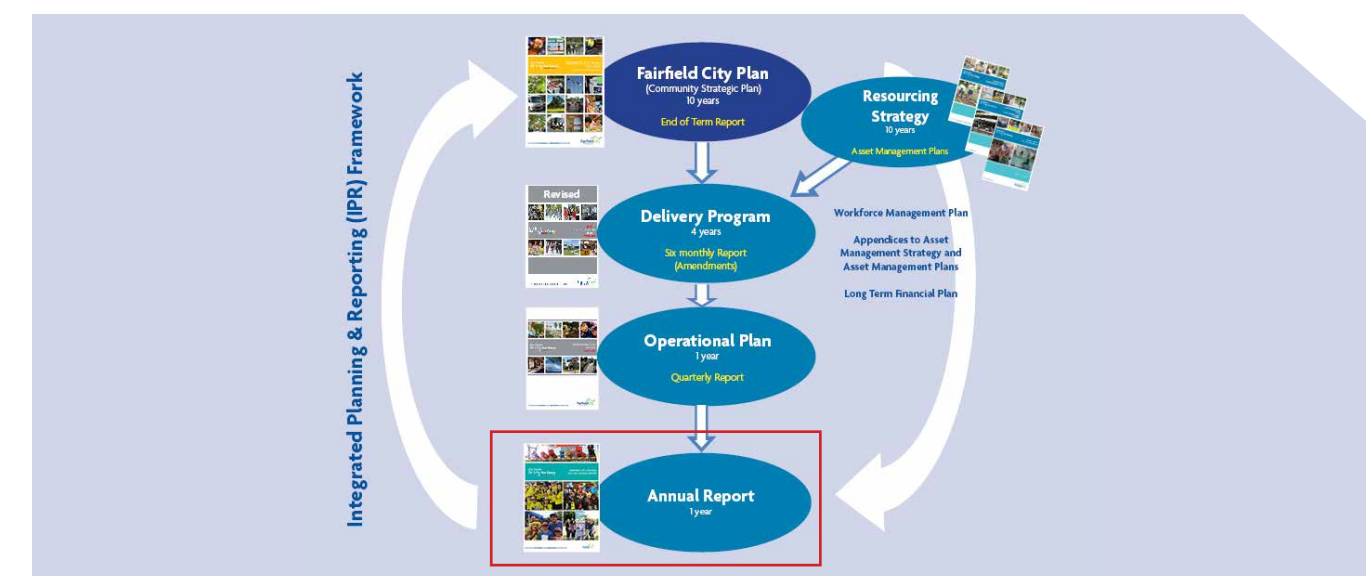 Integrated Planning & Reporting (IPR) Framework
Fairfield City Plan
(Community Strategic Plan)
10 years
End of Term Report
Resourcing
Strategy
10 years
Asset Management Plans
Revised
Delivery Program
4 years
Six monthly Report
(Amendments)
Workforce Management Plan
Appendices to Asset
Management Strategy and
Asset Management Plans
Long Term Financial Plan
Operational Plan
1 year
Quarterly Report
Annual Report
1 year